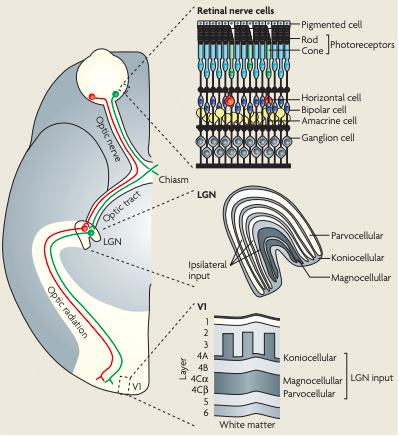 Retinal nerve cells
Pigmented cell
Rod
Cone
Photoreceptors
Horizontal cell
Bipolar cell
Amacrine cell
Ganglion cell
Optic nerve
Chiasm
Optic tract
LGN
LGN
Parvocellular
Koniocellular
Magnocellullar
Ipsilateral
input
Optic radiation
V1
V1
Layer
1
2
3
4A
4B
4Cα
4Cβ
5
6
Koniocellular
Magnocellullar
Parvocellular
LGN input
White matter